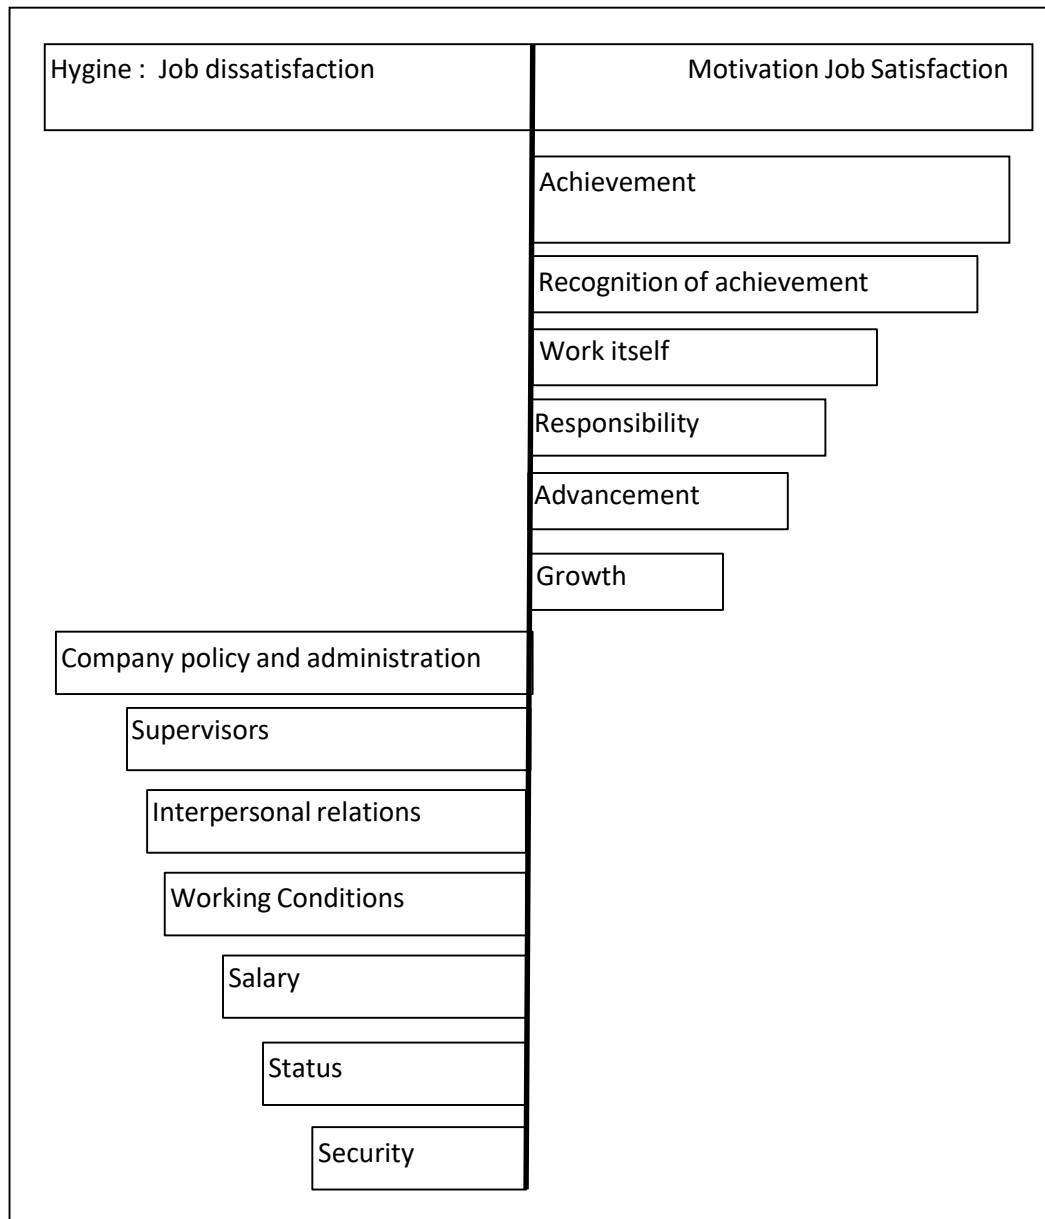 Hygine :  Job dissatisfaction
Motivation Job Satisfaction
Achievement
Recognition of achievement
Work itself
Responsibility
Advancement
Growth
Company policy and administration
Supervisors
Interpersonal relations
Working Conditions
Salary
Status
Security